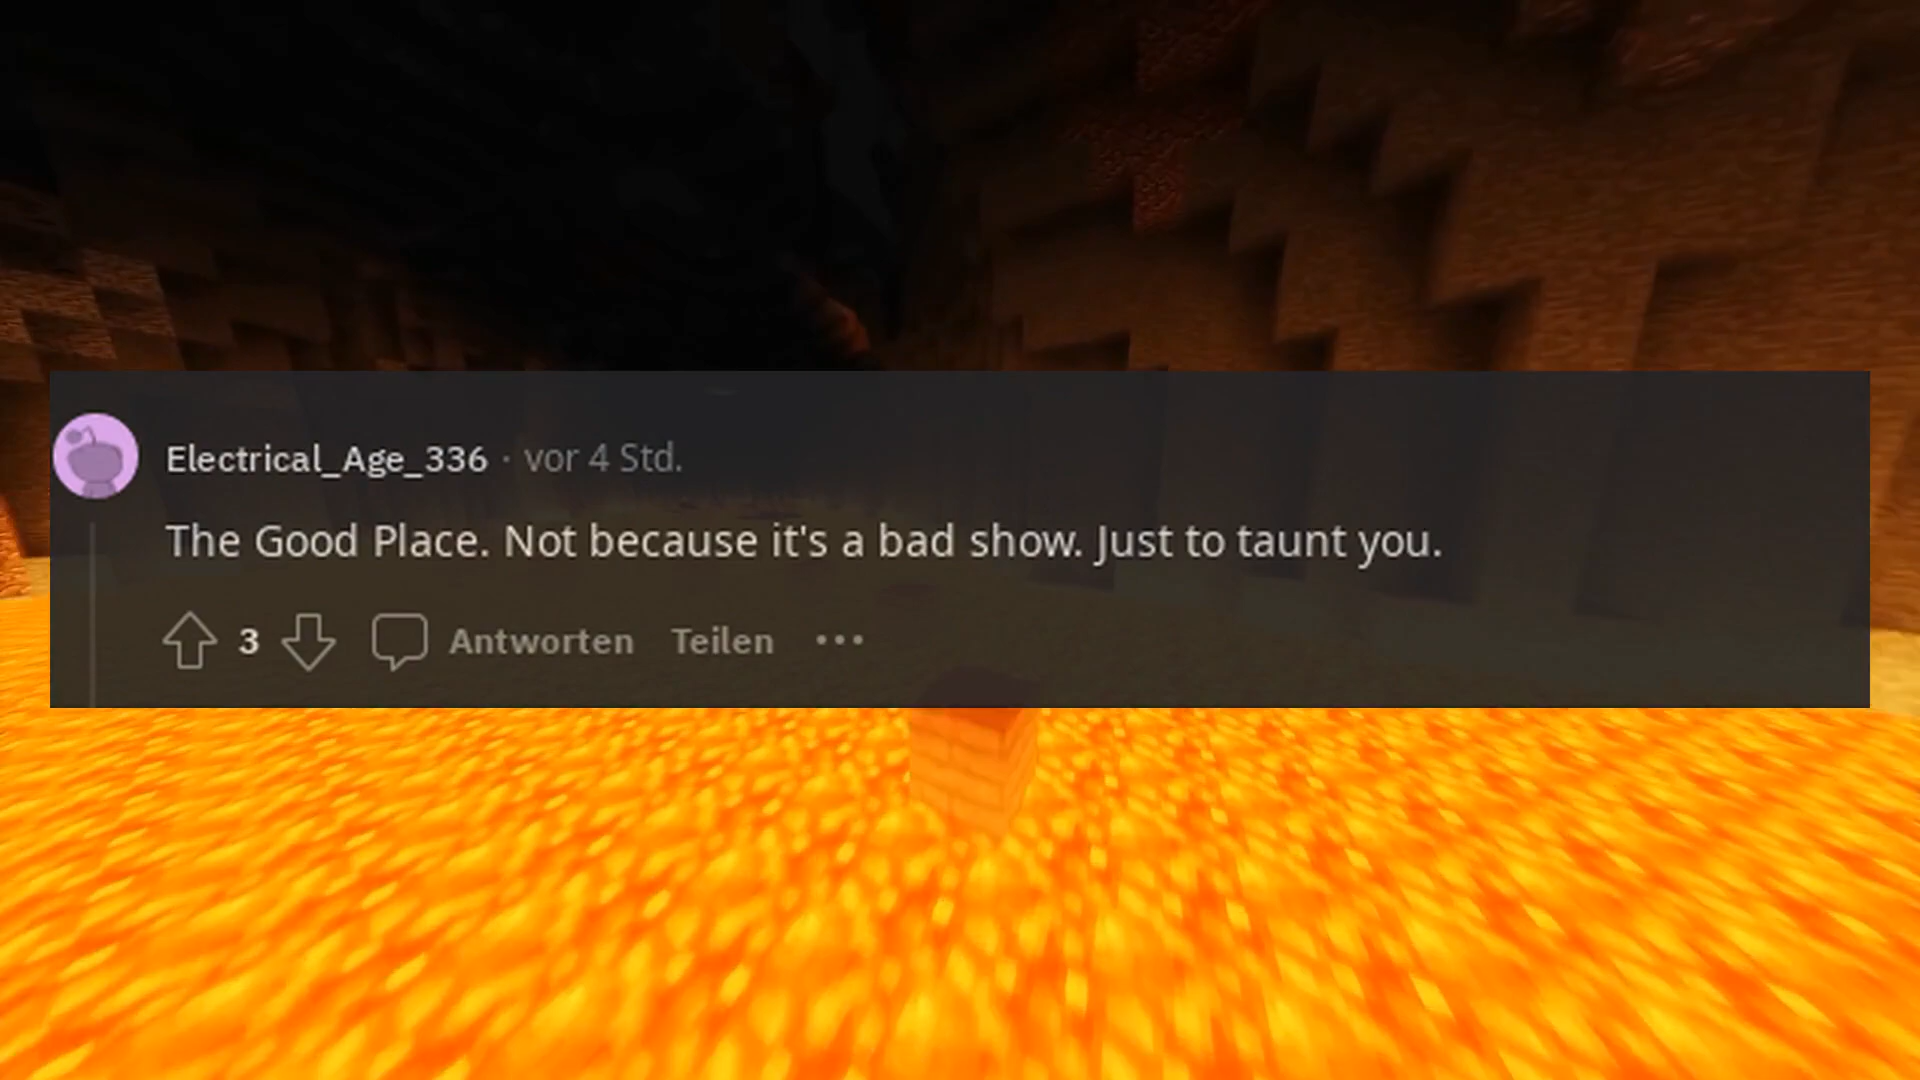 Electrical_Age_336 · vor 4 Std.
The Good Place. Not because it's a bad show. Just to taunt you.
3 Antworten Teilen ···